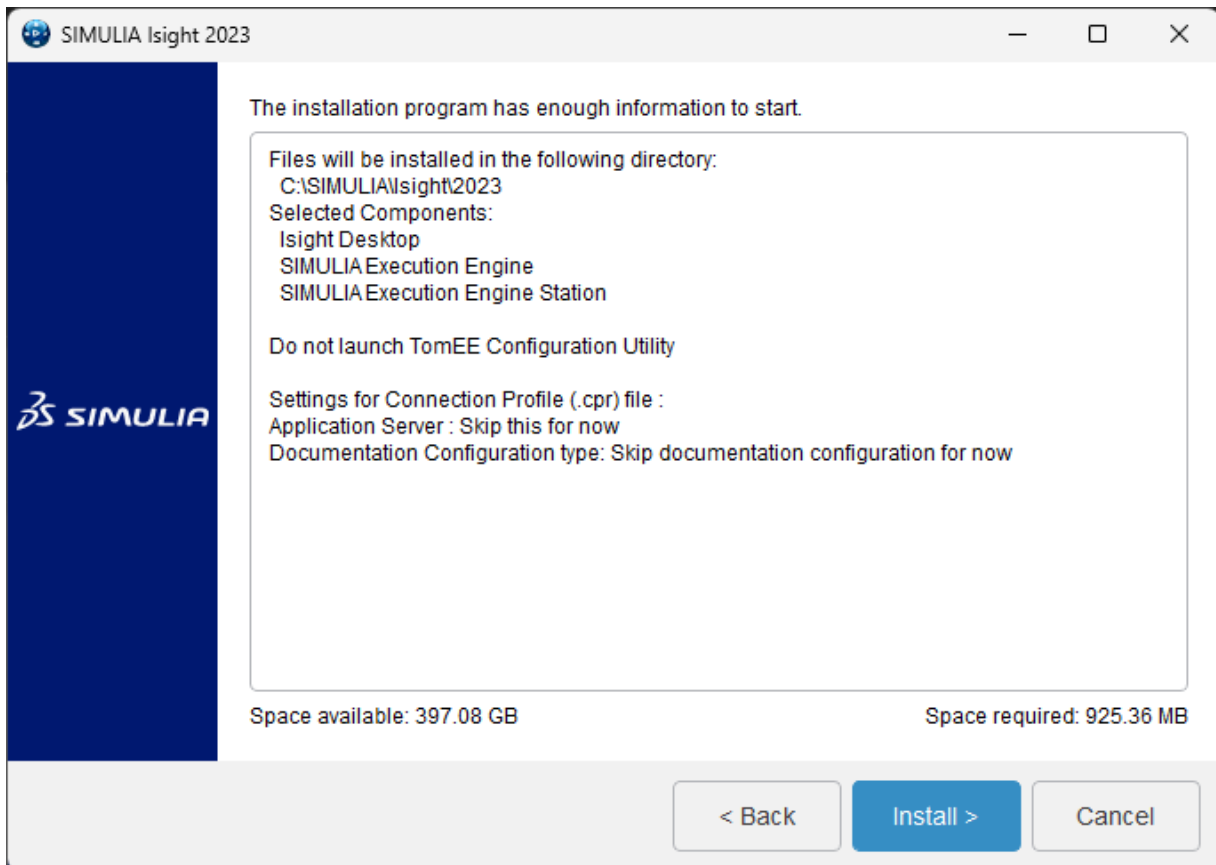 SIMULIA Isight 2023
The installation program has enough information to start.
Files will be installed in the following directory:
C:\SIMULIA\Isight\2023
Selected Components:
Isight Desktop
SIMULIA Execution Engine
SIMULIA Execution Engine Station
Do not launch TomEE Configuration Utility
Settings for Connection Profile (.cpr) file :
Application Server : Skip this for now
Documentation Configuration type: Skip documentation configuration for now
SIMULIA
Space available: 397.08 GB
Space required: 925.36 MB
< Back
Install >
Cancel